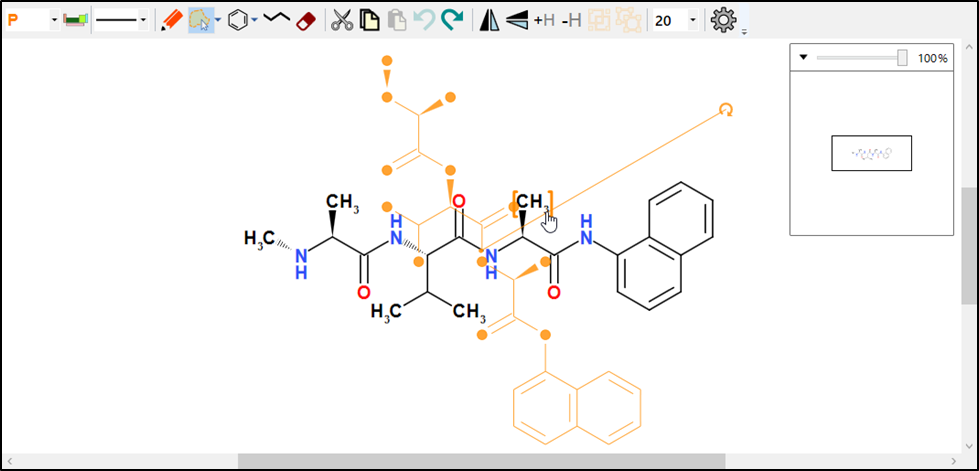 P
+H -H
20
100%
CH₃ O CH₃
H N N H
H₃C N H N H
O O
H₃C CH₃